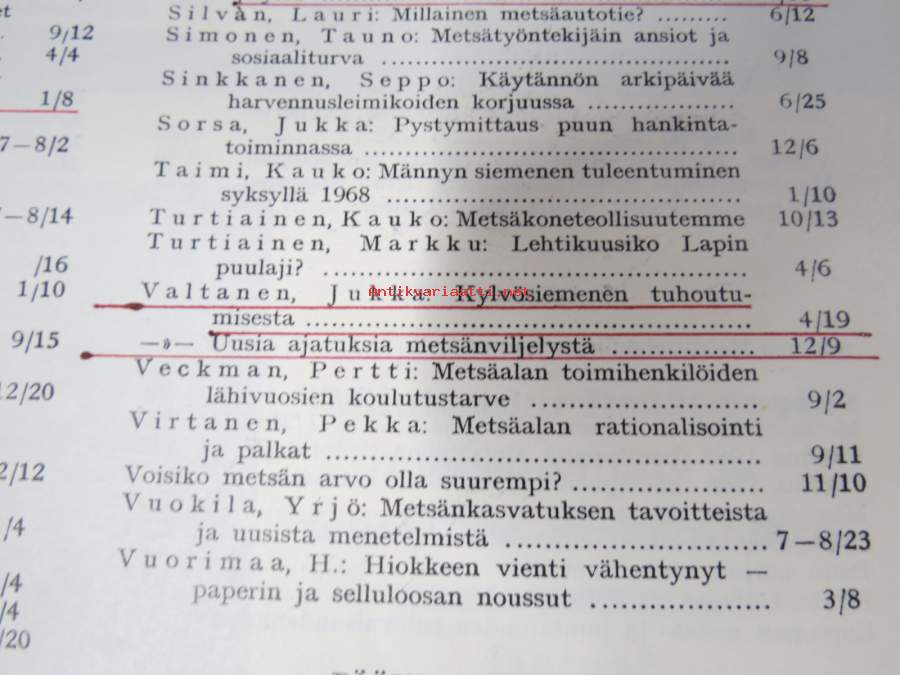 et
9/12
4/4
1/8
7—8/2
7—8/14
/16
1/10
9/15
12/20
2/12
/4
/4
/4
/20
Silvan, Lauri: Millainen metsäautotie? .......... 6/12
Simonen, Tauno: Metsätyöntekijäin ansiot ja
sosiaaliturva .......... 9/8
Sinkkanen, Seppo: Käytännön arkipäivää
harvennusleimikoiden korjuussa .......... 6/25
Sorsa, Jukka: Pystymittaus puun hankinta-
toiminnassa .......... 12/6
Taimi, Kauko: Männyn siemenen tuleentuminen
syksyllä 1968 .......... 1/10
Turtiainen, Kauko: Metsäkoneteollisuutemme 10/13
Turtiainen, Markku: Lehtikuusiko Lapin
puulaji? .......... 4/6
Valtanen, Jukka: Kylvösiemenen tuhoutu-
Antikvariaatti.net
misesta .......... 4/19
—»— Uusia ajatuksia metsänviljelystä .......... 12/9
Veckman, Pertti: Metsäalan toimihenkilöiden
lähivuosien koulutustarve .......... 9/2
Virtanen, Pekka: Metsäalan rationalisointi
ja palkat .......... 9/11
Voisiko metsän arvo olla suurempi? .......... 11/10
Vuokila, Yrjö: Metsänkasvatuksen tavoitteista
ja uusista menetelmistä .......... 7—8/23
Vuorimaa, H.: Hiokkeen vienti vähentynyt —
paperin ja selluloosan noussut .......... 3/8